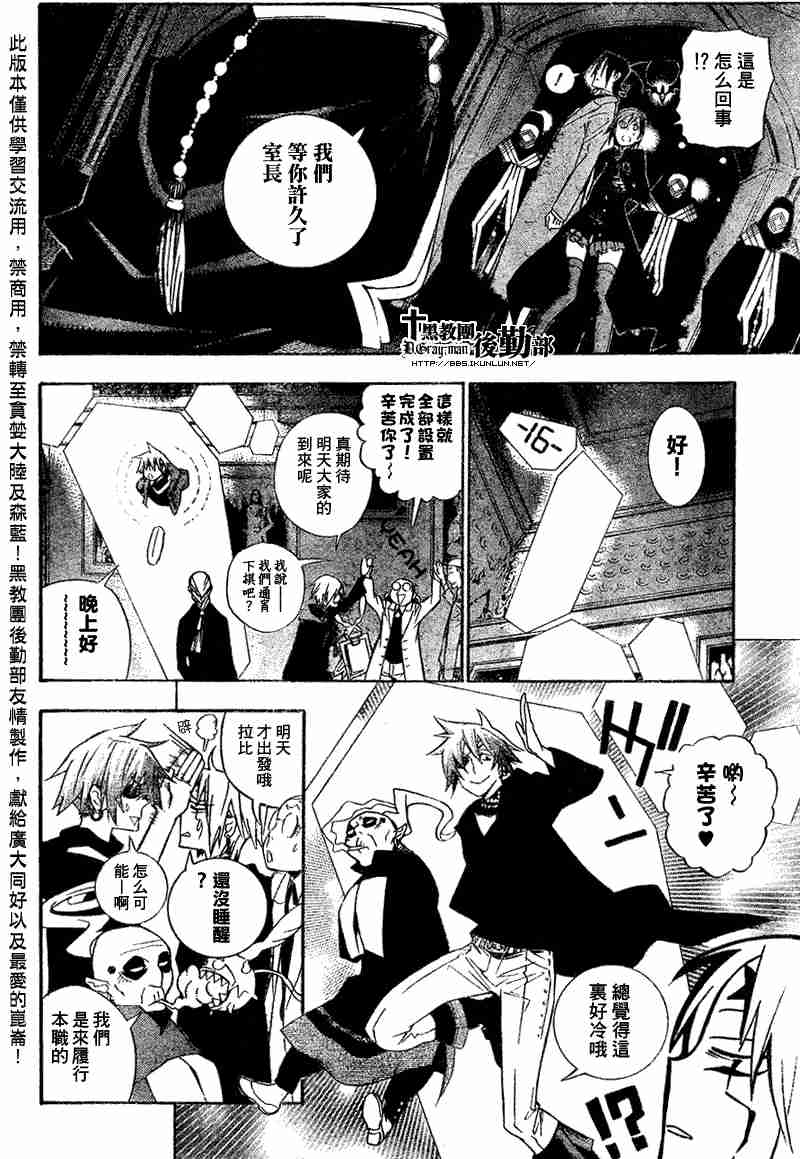 這是
怎么回事
!?
!
我們
等你許久了
室長
黑教團
D.Gray-man
後勤部
HTTP://BBS.IKUNLUN.NET/
好！
-16-
這樣就
全部設置
完成了！
辛苦你了～
真期待
明天大家的
到來呢
YEAH
我說——
我們通宵
下棋吧？
晚上好
~~~~~~
喲～
辛苦了♥
總覺得這
裏好冷哦
!?
明天
才出發哦
拉比
還沒睡醒
?
怎么可
能—啊
我們
是來履行
本職的
此版本僅供學習交流用，禁商用，禁轉至貪婪大陸及森藍！黑教團後勤部友情製作，獻給廣大同好以及最愛的崑崙！